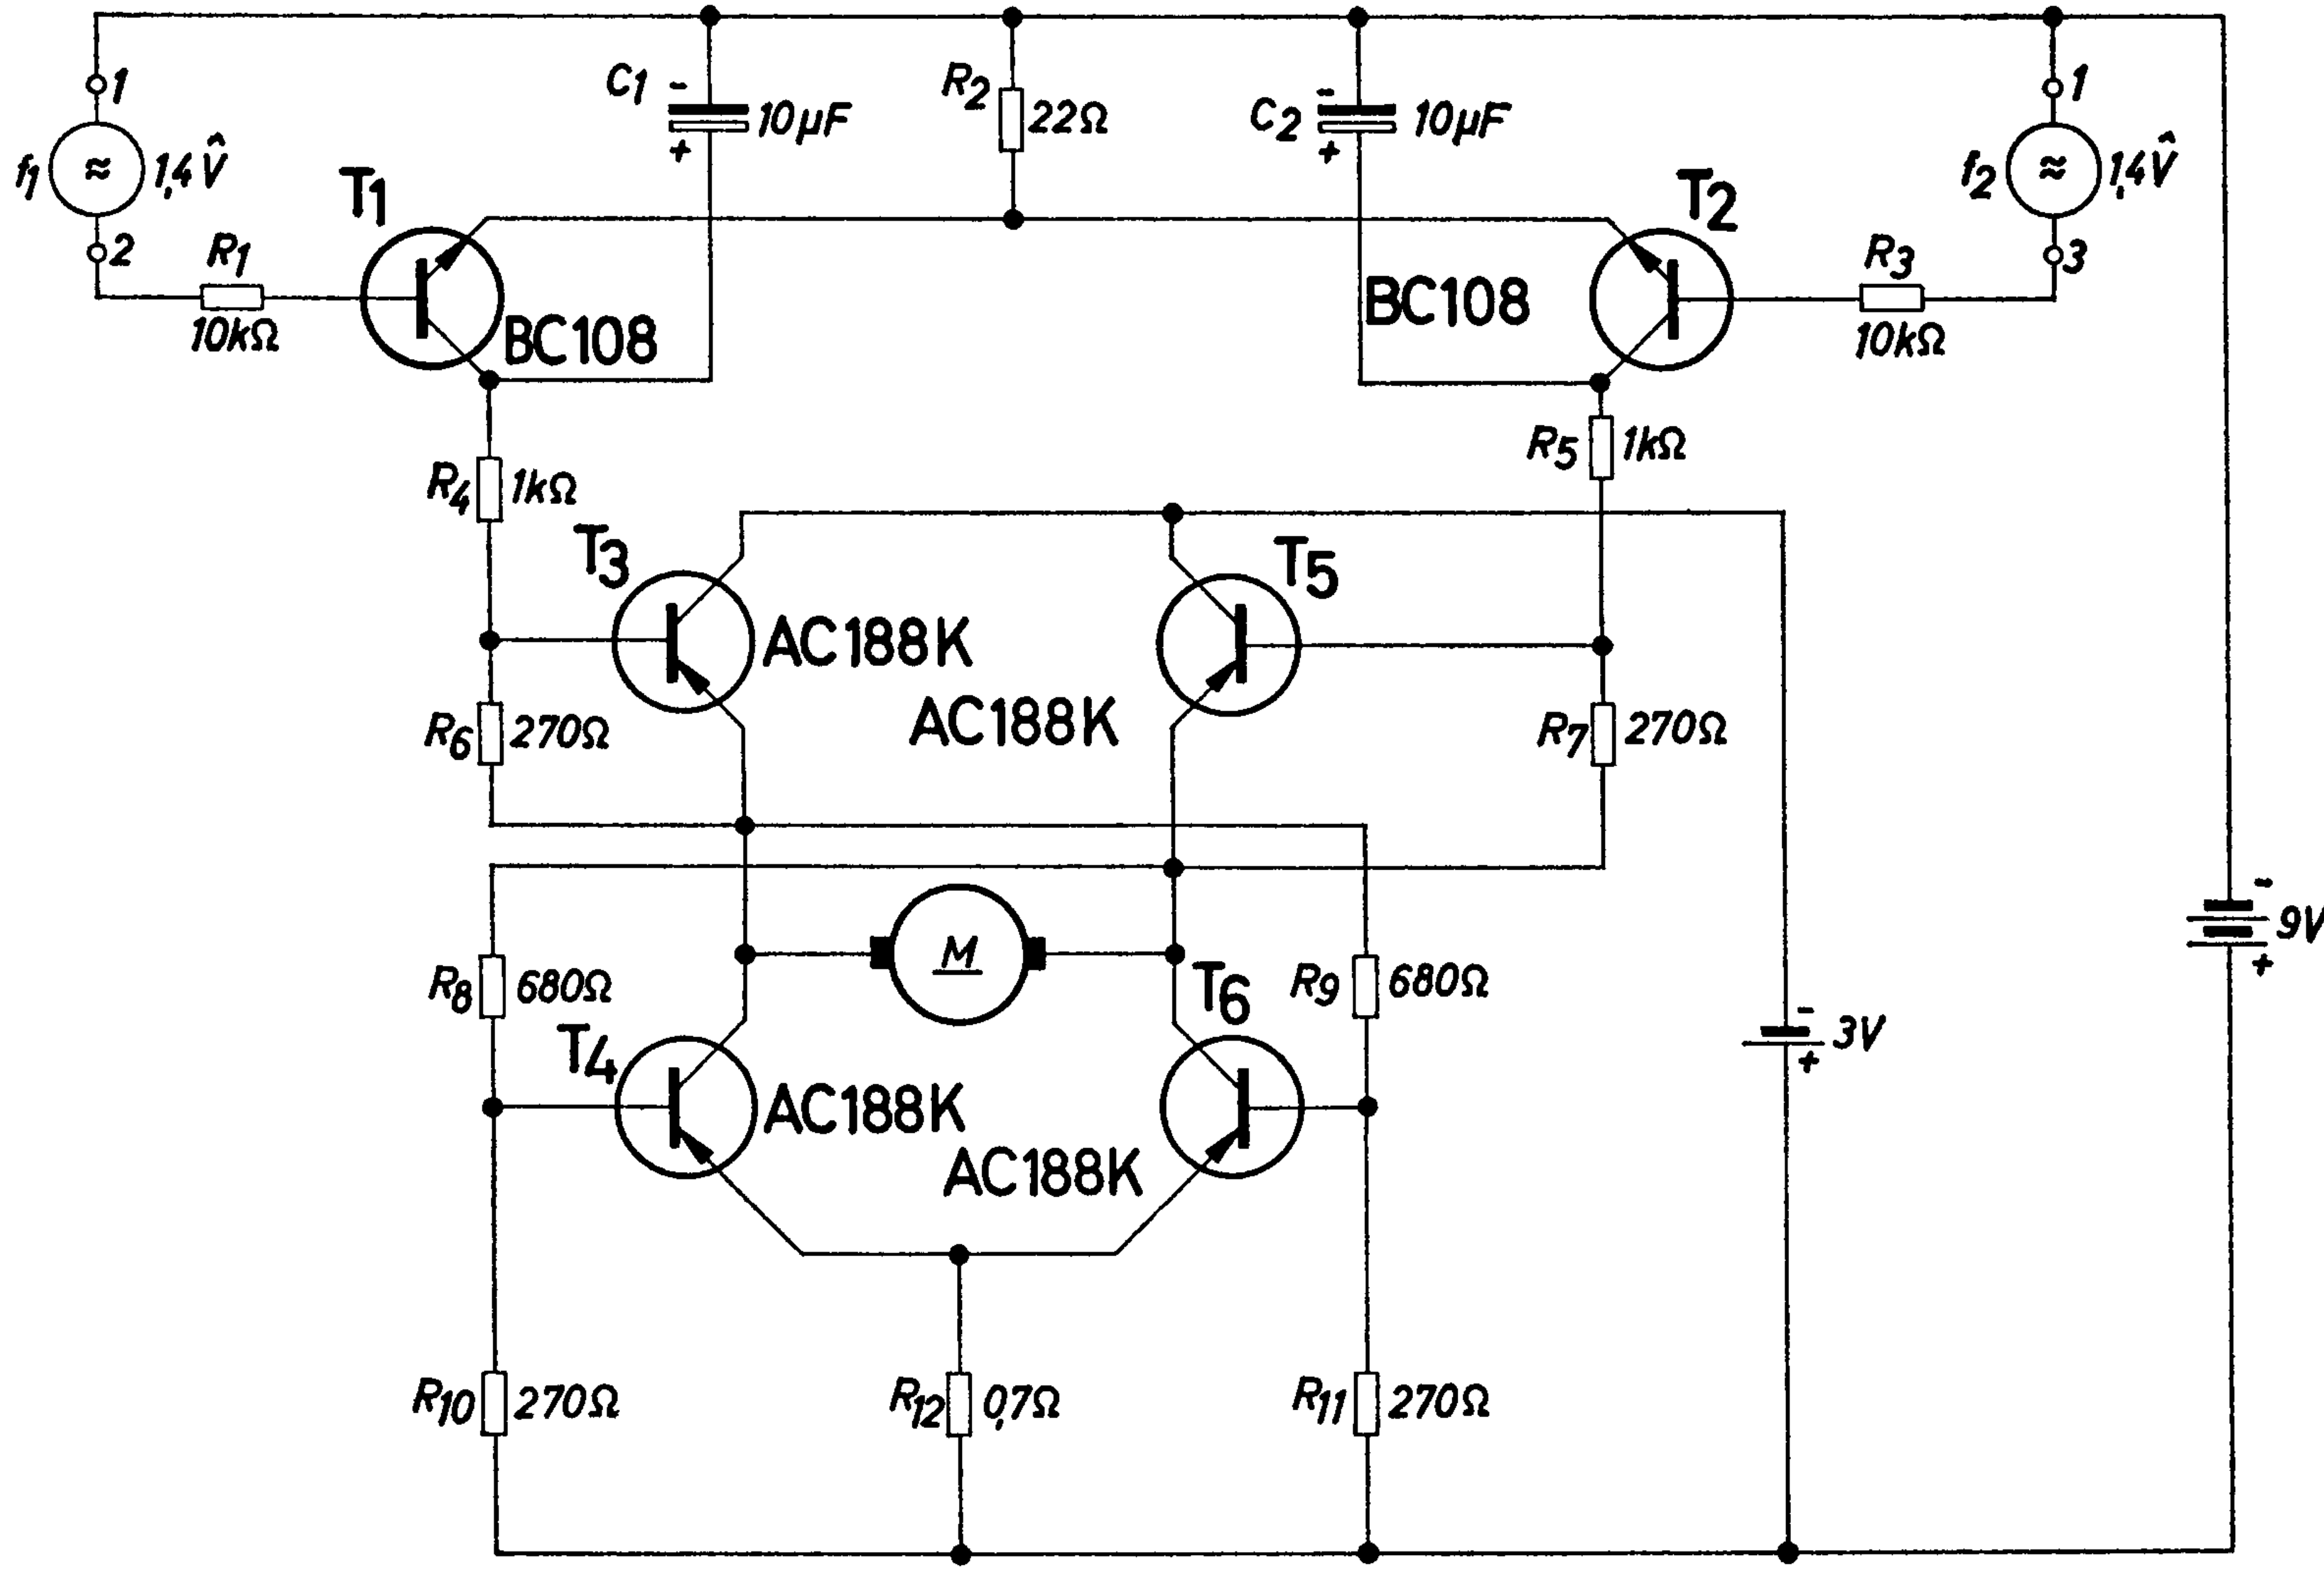 1
C1
-
+
10µF
R2
22Ω
C2
-
+
10µF
1
f1
≈
1,4 V̂
f2
≈
1,4 V̂
T1
T2
2
3
R1
10kΩ
BC108
BC108
R3
10kΩ
R4
1kΩ
R5
1kΩ
T3
AC188K
T5
AC188K
R6
270Ω
R7
270Ω
M
R8
680Ω
T6
R9
680Ω
-
9V
+
T4
AC188K
AC188K
-
3V
+
R10
270Ω
R12
0,7Ω
R11
270Ω